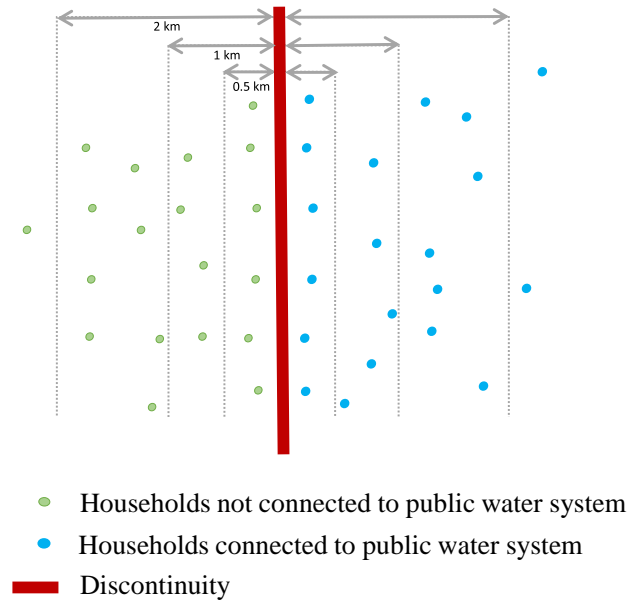 2 km
1 km
0.5 km
Households not connected to public water system
Households connected to public water system
Discontinuity